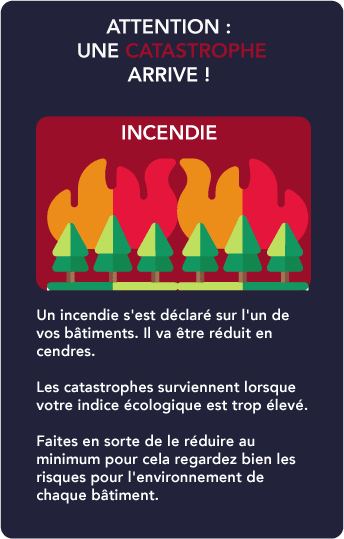 ATTENTION :
UNE CATASTROPHE
ARRIVE !
INCENDIE
Un incendie s'est déclaré sur l'un de
vos bâtiments. Il va être réduit en
cendres.
Les catastrophes surviennent lorsque
votre indice écologique est trop élevé.
Faites en sorte de le réduire au
minimum pour cela regardez bien les
risques pour l'environnement de
chaque bâtiment.